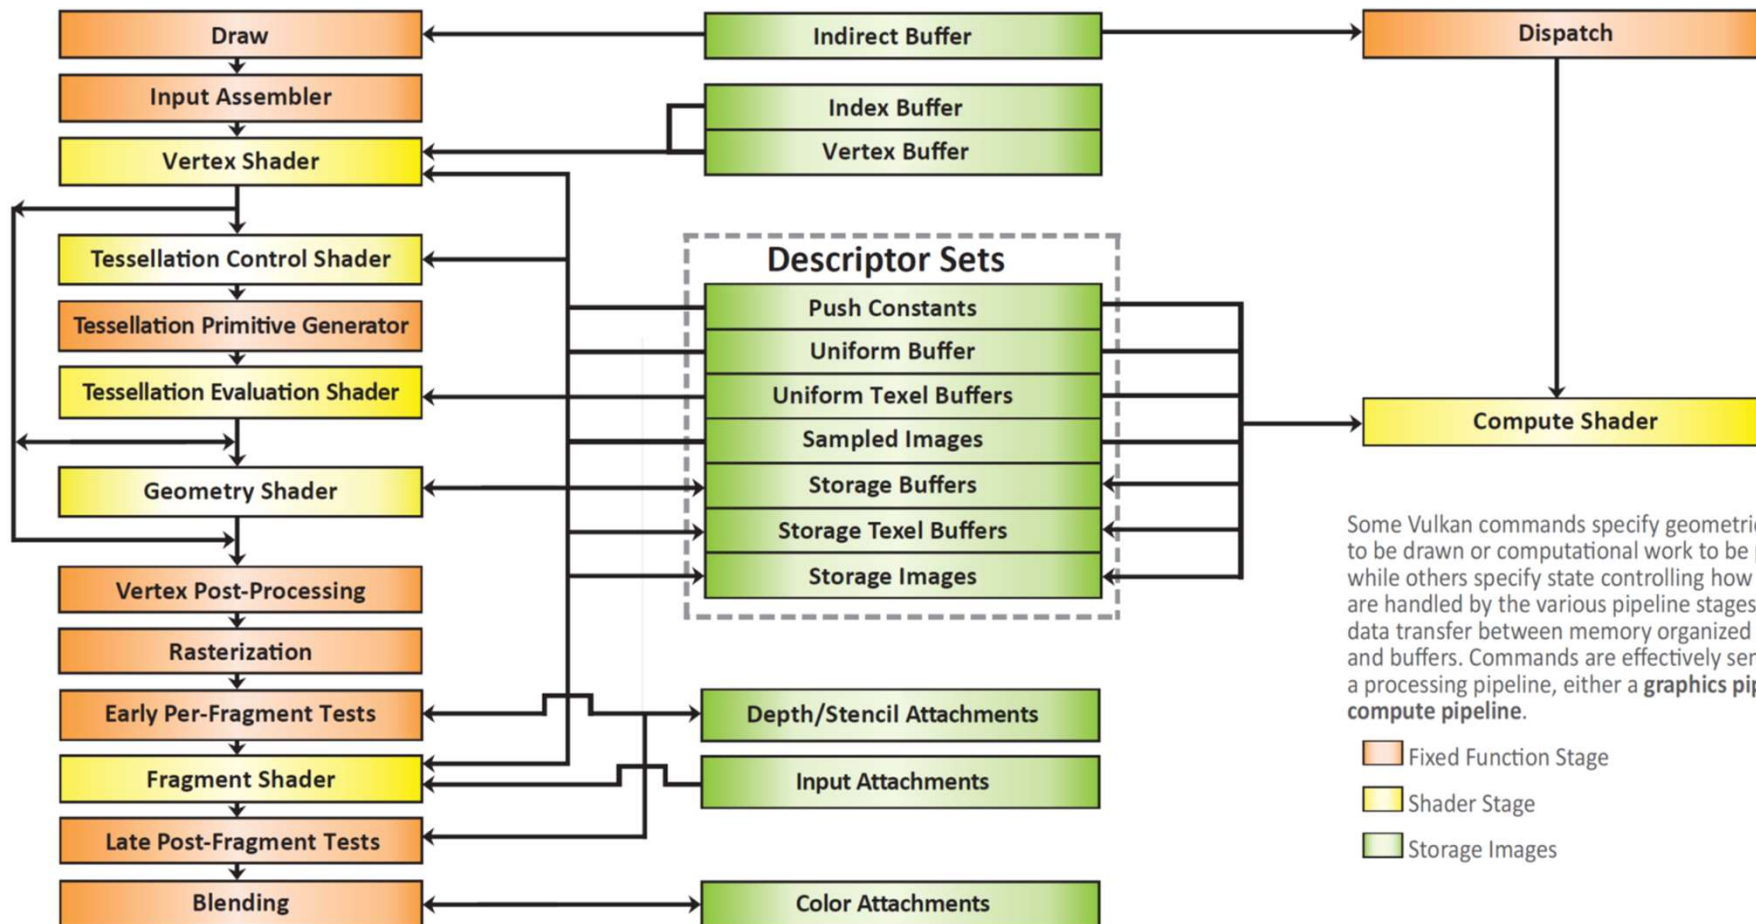 Draw
Input Assembler
Vertex Shader
Tessellation Control Shader
Tessellation Primitive Generator
Tessellation Evaluation Shader
Geometry Shader
Vertex Post-Processing
Rasterization
Early Per-Fragment Tests
Fragment Shader
Late Post-Fragment Tests
Blending
Indirect Buffer
Index Buffer
Vertex Buffer
Descriptor Sets
Push Constants
Uniform Buffer
Uniform Texel Buffers
Sampled Images
Storage Buffers
Storage Texel Buffers
Storage Images
Depth/Stencil Attachments
Input Attachments
Color Attachments
Dispatch
Compute Shader
Some Vulkan commands specify
to be drawn or computational work to be
while others specify state controlling how
are handled by the various pipeline stages
data transfer between memory organized
and buffers. Commands are effectively
a processing pipeline, either a graphics
compute pipeline.
Fixed Function Stage
Shader Stage
Storage Images